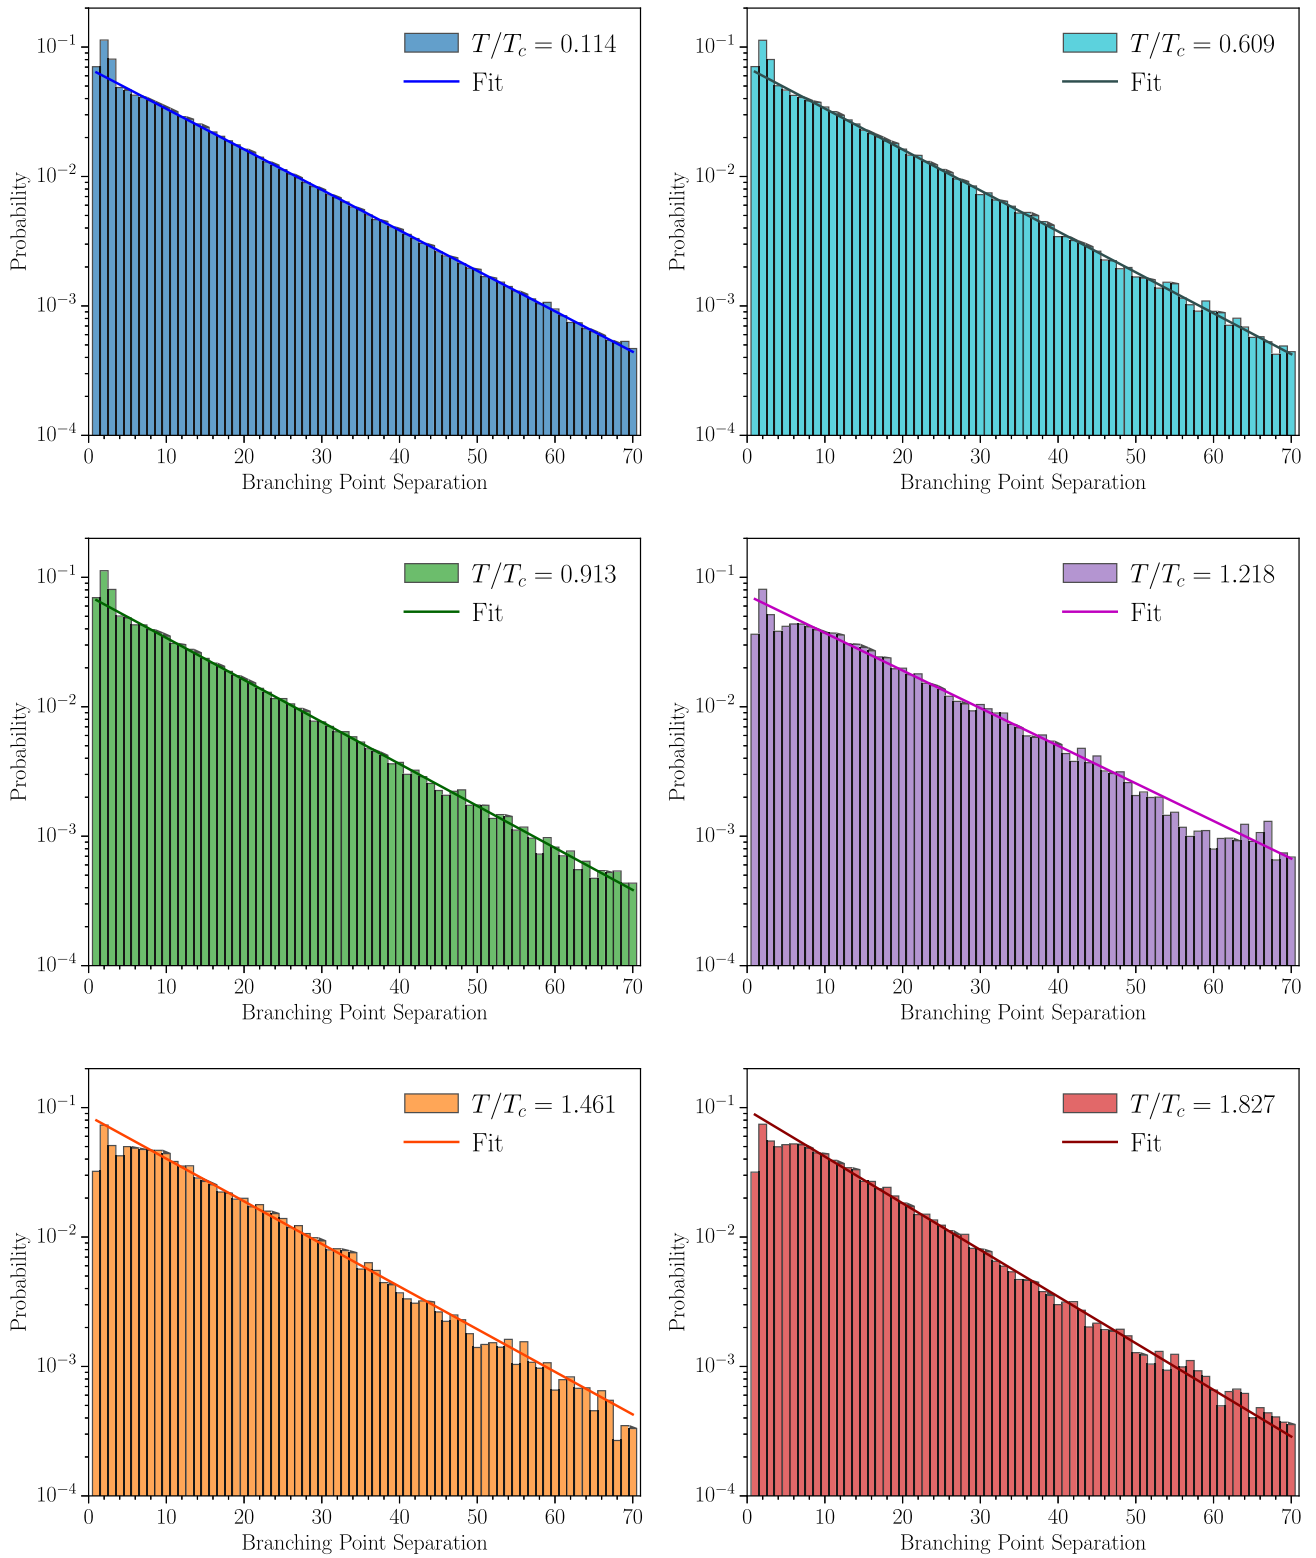 T/T_c = 0.114
Fit
Probability
10^{-1}
10^{-2}
10^{-3}
10^{-4}
0 10 20 30 40 50 60 70
Branching Point Separation
T/T_c = 0.609
Fit
Probability
10^{-1}
10^{-2}
10^{-3}
10^{-4}
0 10 20 30 40 50 60 70
Branching Point Separation
T/T_c = 0.913
Fit
Probability
10^{-1}
10^{-2}
10^{-3}
10^{-4}
0 10 20 30 40 50 60 70
Branching Point Separation
T/T_c = 1.218
Fit
Probability
10^{-1}
10^{-2}
10^{-3}
10^{-4}
0 10 20 30 40 50 60 70
Branching Point Separation
T/T_c = 1.461
Fit
Probability
10^{-1}
10^{-2}
10^{-3}
10^{-4}
0 10 20 30 40 50 60 70
Branching Point Separation
T/T_c = 1.827
Fit
Probability
10^{-1}
10^{-2}
10^{-3}
10^{-4}
0 10 20 30 40 50 60 70
Branching Point Separation